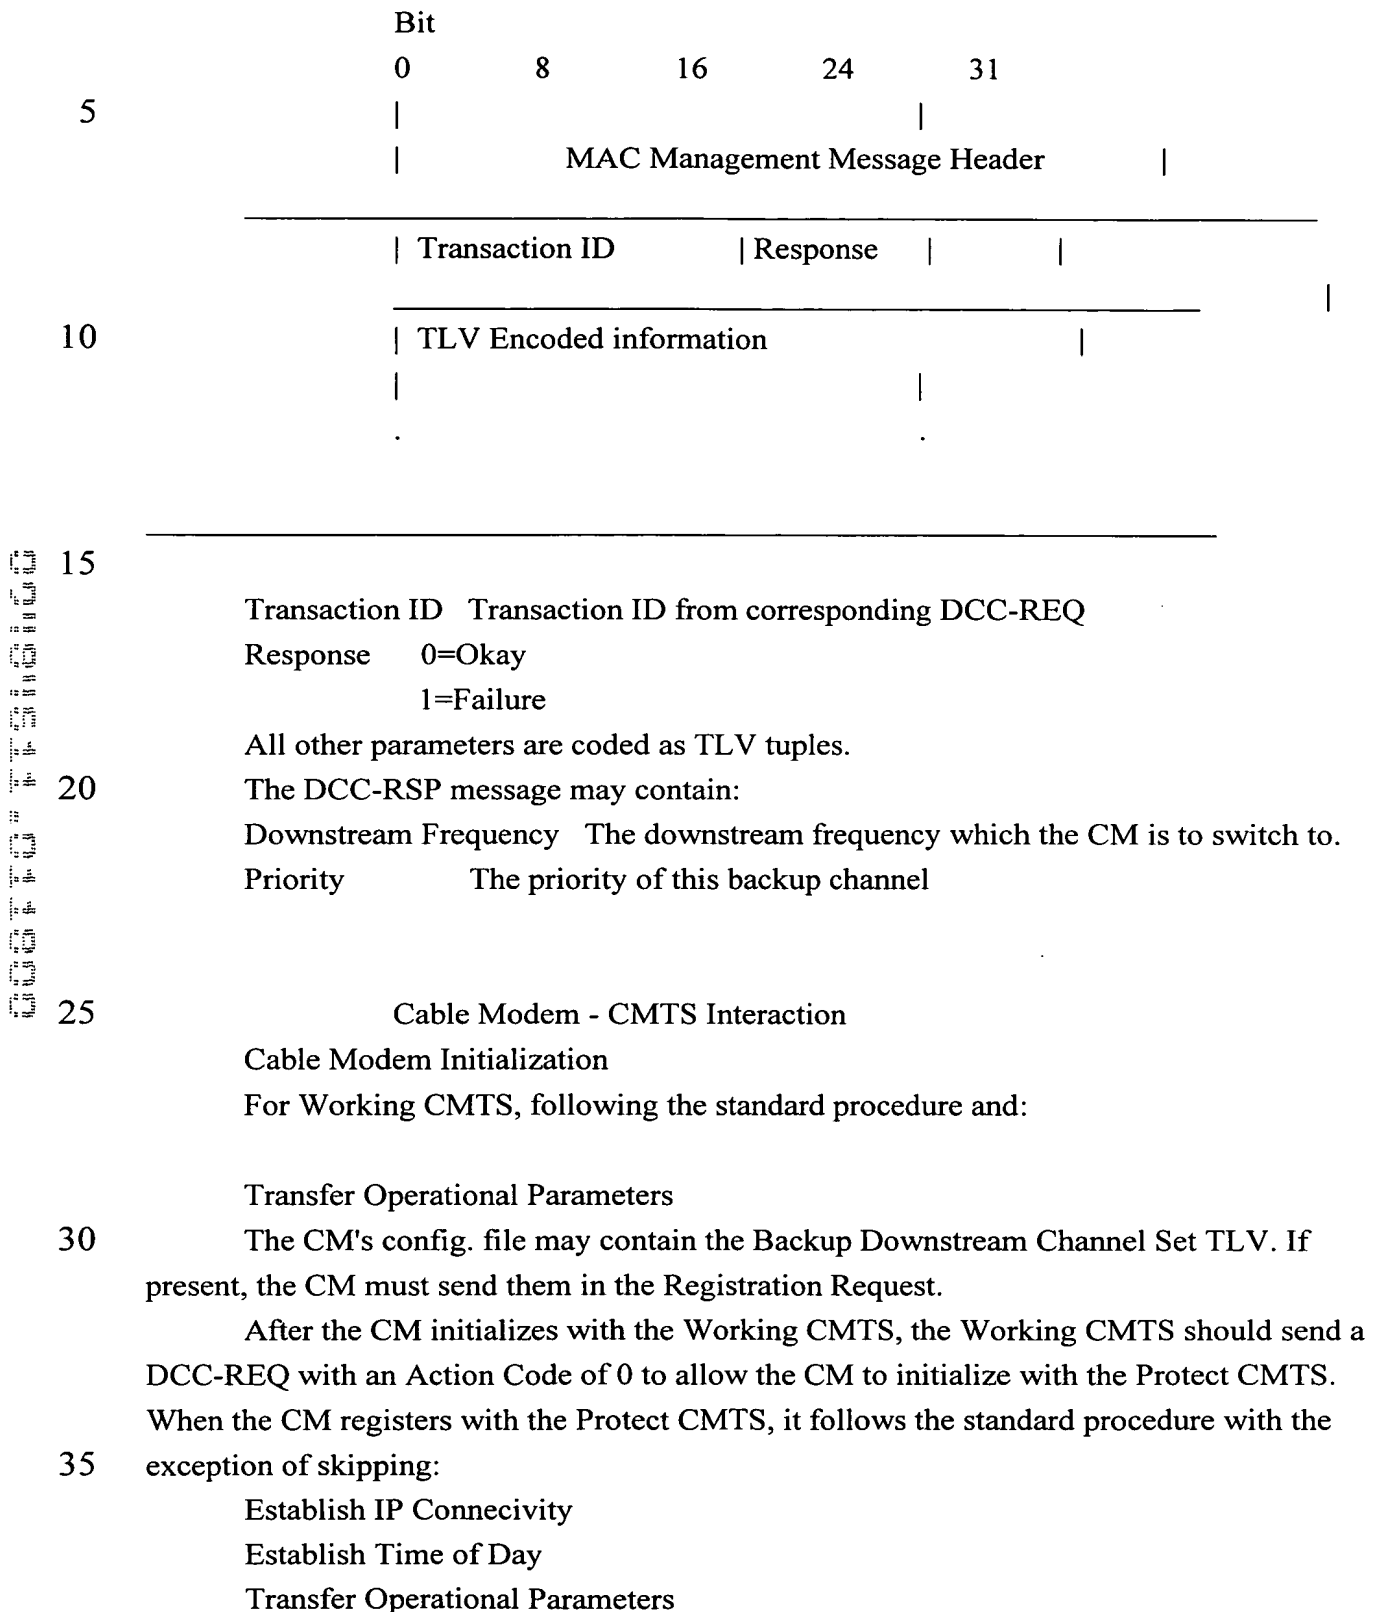 Bit
0 8 16 24 31
5 | |
| MAC Management Message Header |
| Transaction ID | Response | |
|
10 | TLV Encoded information |
| |
. .
15
Transaction ID Transaction ID from corresponding DCC-REQ
Response 0=Okay
1=Failure
All other parameters are coded as TLV tuples.
20 The DCC-RSP message may contain:
Downstream Frequency The downstream frequency which the CM is to switch to.
Priority The priority of this backup channel
25 Cable Modem - CMTS Interaction
Cable Modem Initialization
For Working CMTS, following the standard procedure and:
Transfer Operational Parameters
30 The CM's config. file may contain the Backup Downstream Channel Set TLV. If
present, the CM must send them in the Registration Request.
After the CM initializes with the Working CMTS, the Working CMTS should send a
DCC-REQ with an Action Code of 0 to allow the CM to initialize with the Protect CMTS.
When the CM registers with the Protect CMTS, it follows the standard procedure with the
35 exception of skipping:
Establish IP Connecivity
Establish Time of Day
Transfer Operational Parameters